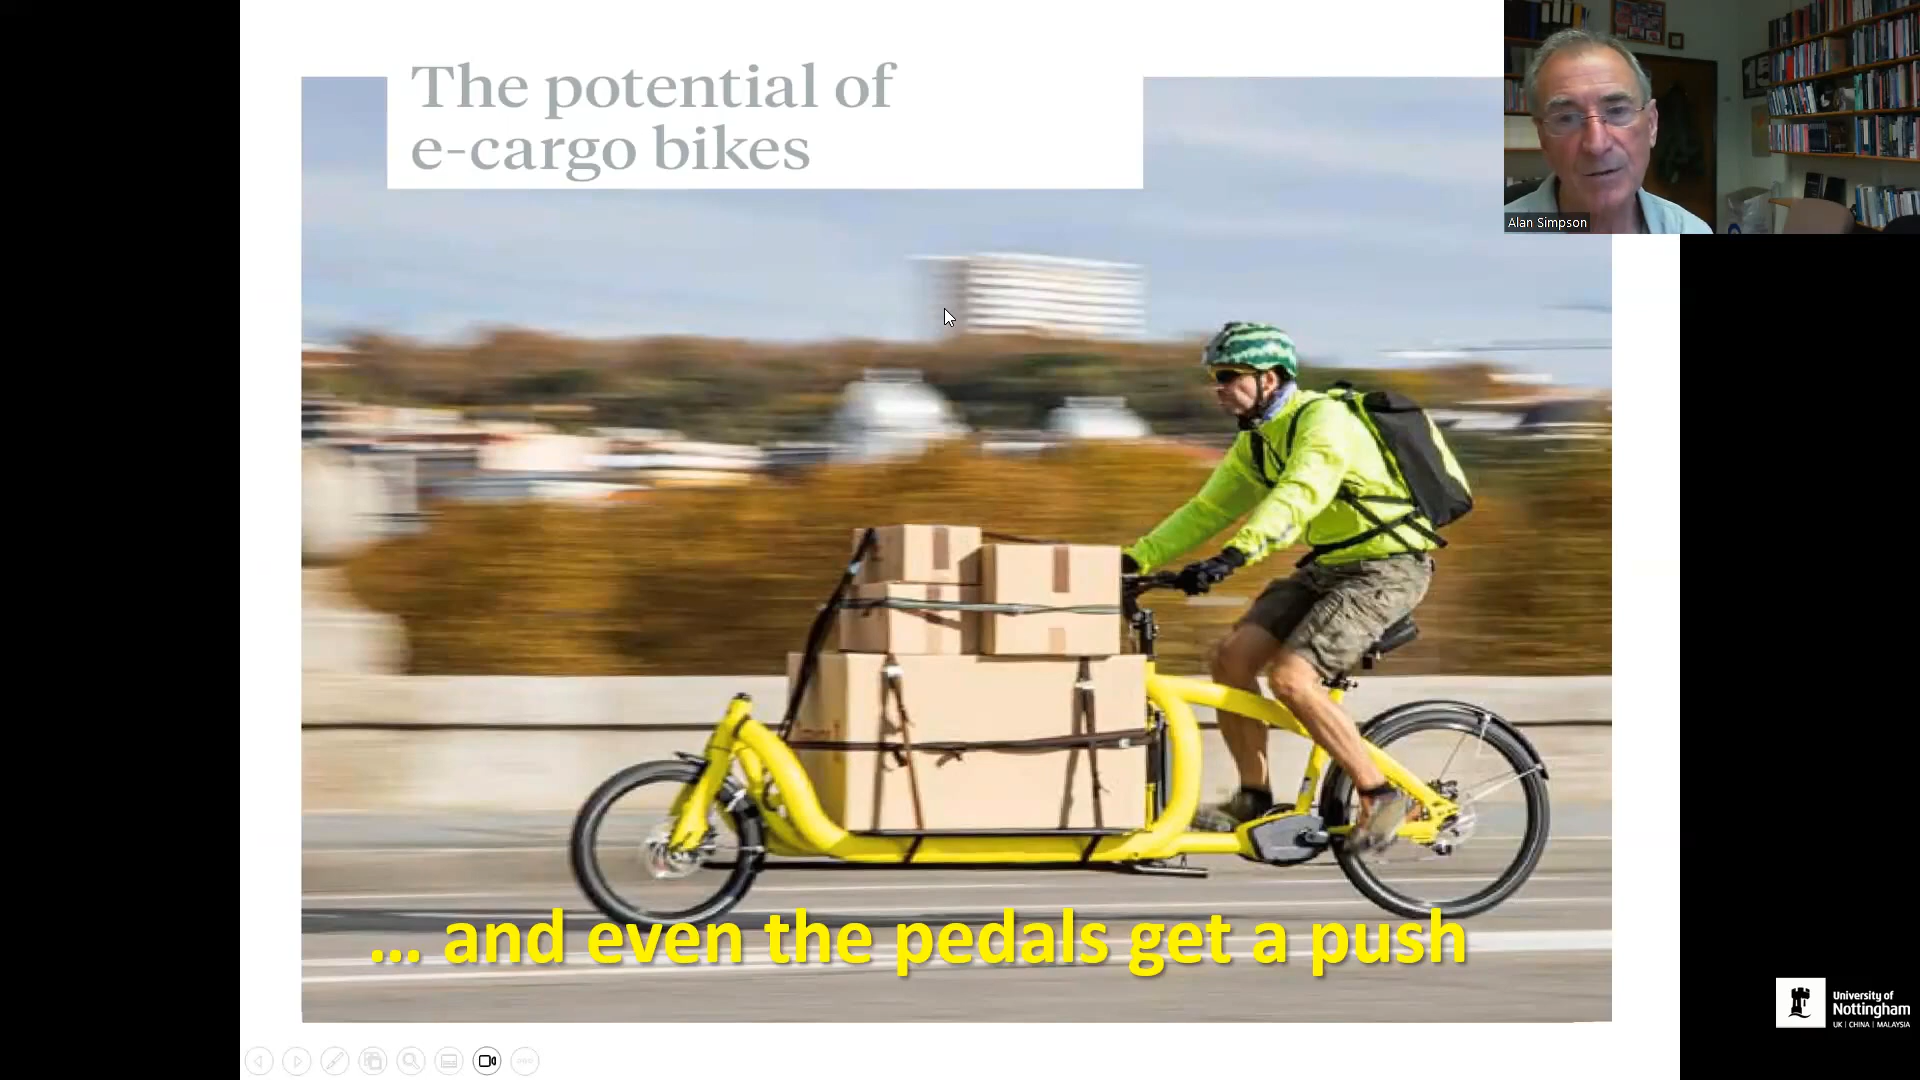 The potential of
e-cargo bikes
15
Alan Simpson
... and even the pedals get a push
University of
Nottingham
UK | CHINA | MALAYSIA